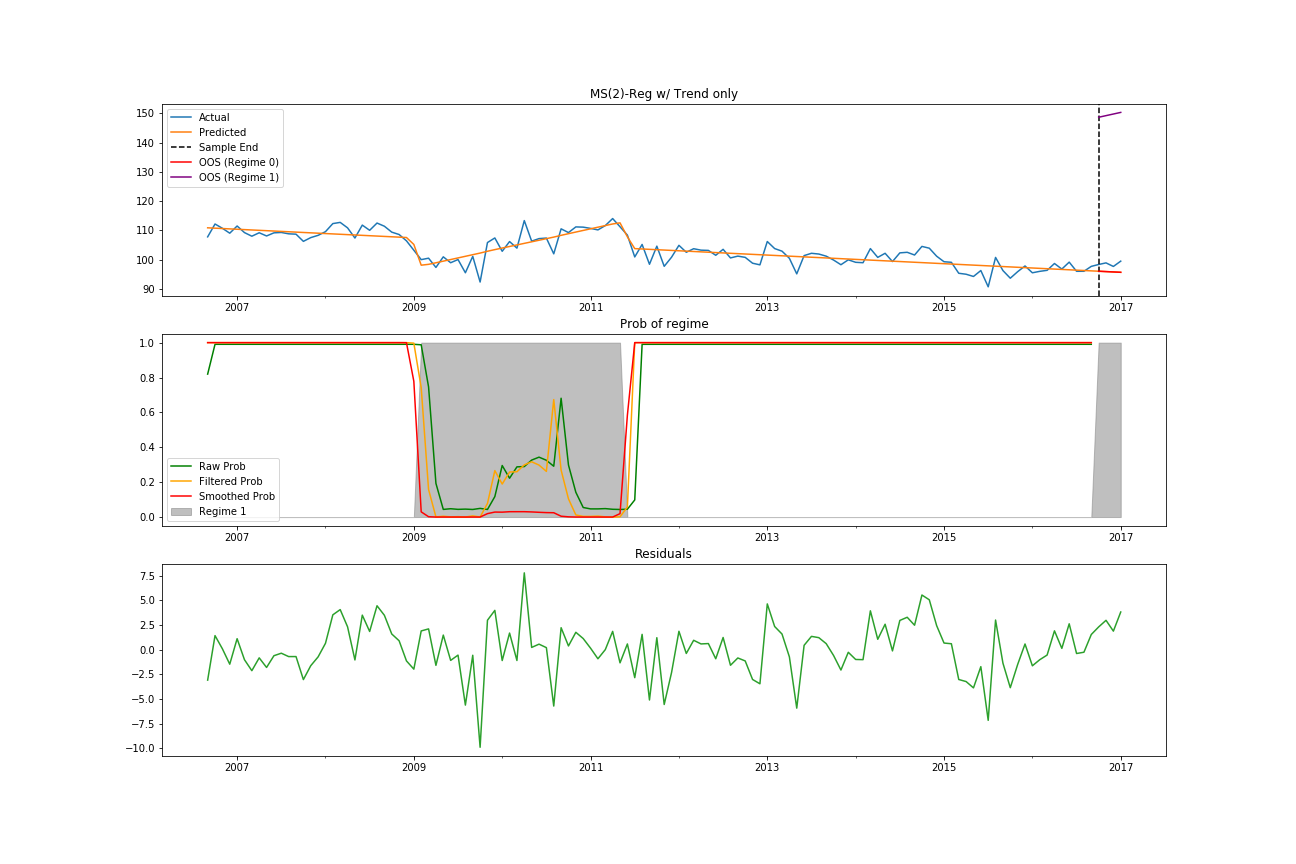 MS(2)-Reg w/ Trend only
150
140
130
120
110
100
90
Actual
Predicted
Sample End
OOS (Regime 0)
OOS (Regime 1)
2007 2009 2011 2013 2015 2017
Prob of regime
1.0
0.8
0.6
0.4
0.2
0.0
Raw Prob
Filtered Prob
Smoothed Prob
Regime 1
2007 2009 2011 2013 2015 2017
Residuals
7.5
5.0
2.5
0.0
−2.5
−5.0
−7.5
−10.0
2007 2009 2011 2013 2015 2017